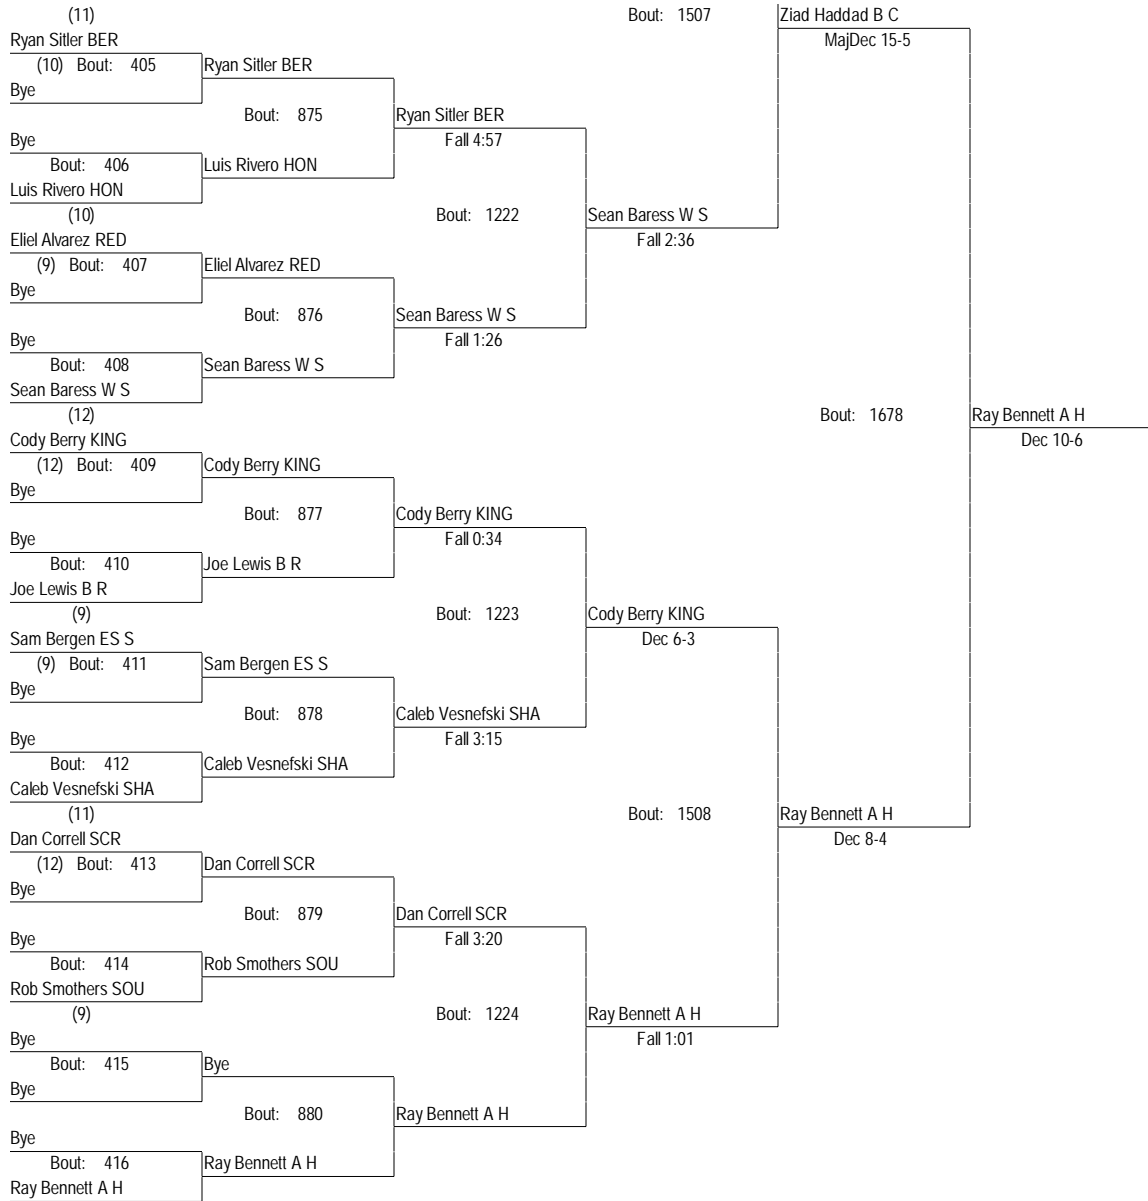 (11) Bout: 1507 Ziad Haddad B C
Ryan Sitler BER MajDec 15-5
(10) Bout: 405 Ryan Sitler BER
Bye
Bout: 875 Ryan Sitler BER
Bye Fall 4:57
Bout: 406 Luis Rivero HON
Luis Rivero HON
(10) Bout: 1222 Sean Baress W S
Eliel Alvarez RED Fall 2:36
(9) Bout: 407 Eliel Alvarez RED
Bye
Bout: 876 Sean Baress W S
Bye Fall 1:26
Bout: 408 Sean Baress W S
Sean Baress W S
(12) Bout: 1678 Ray Bennett A H
Cody Berry KING Dec 10-6
(12) Bout: 409 Cody Berry KING
Bye
Bout: 877 Cody Berry KING
Bye Fall 0:34
Bout: 410 Joe Lewis B R
Joe Lewis B R
(9) Bout: 1223 Cody Berry KING
Sam Bergen ES S Dec 6-3
(9) Bout: 411 Sam Bergen ES S
Bye
Bout: 878 Caleb Vesnefski SHA
Bye Fall 3:15
Bout: 412 Caleb Vesnefski SHA
Caleb Vesnefski SHA
(11) Bout: 1508 Ray Bennett A H
Dan Correll SCR Dec 8-4
(12) Bout: 413 Dan Correll SCR
Bye
Bout: 879 Dan Correll SCR
Bye Fall 3:20
Bout: 414 Rob Smothers SOU
Rob Smothers SOU
(9) Bout: 1224 Ray Bennett A H
Bye Fall 1:01
Bout: 415 Bye
Bye
Bout: 880 Ray Bennett A H
Bye
Bout: 416 Ray Bennett A H
Ray Bennett A H